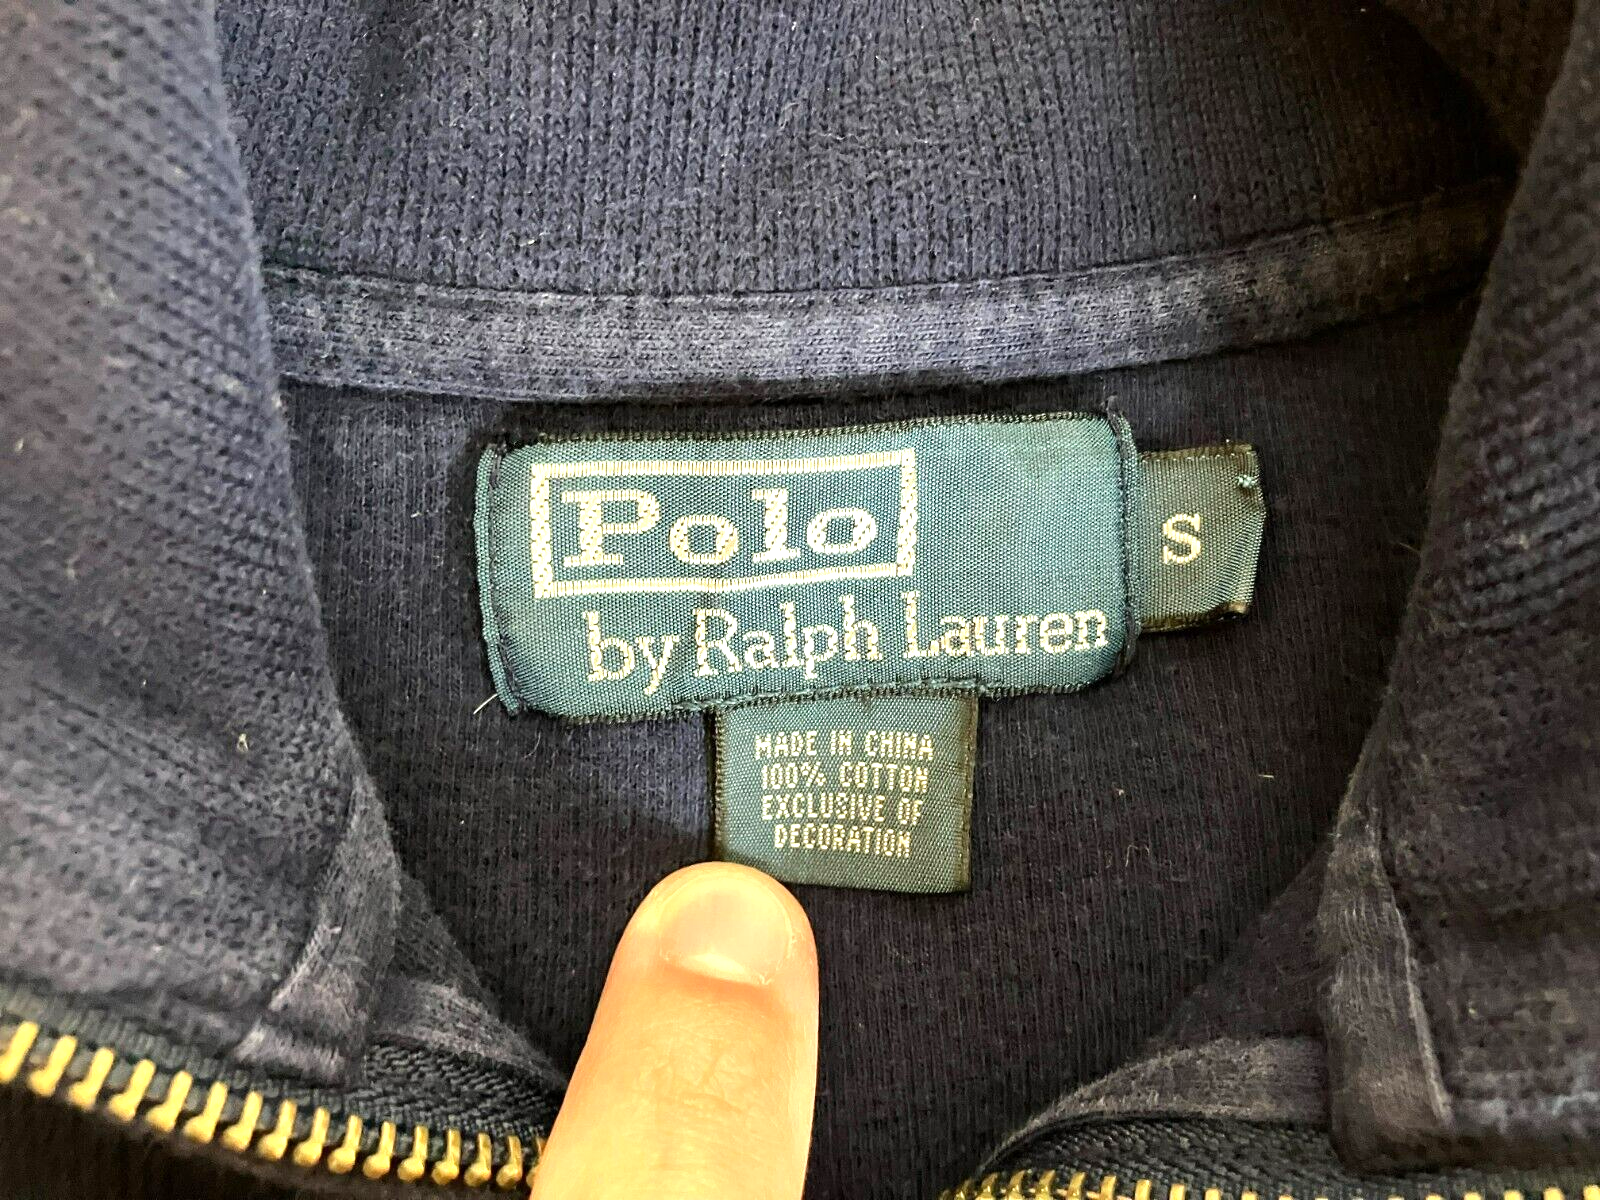 Polo
by Ralph Lauren
S
MADE IN CHINA
100% COTTON
EXCLUSIVE OF
DECORATION